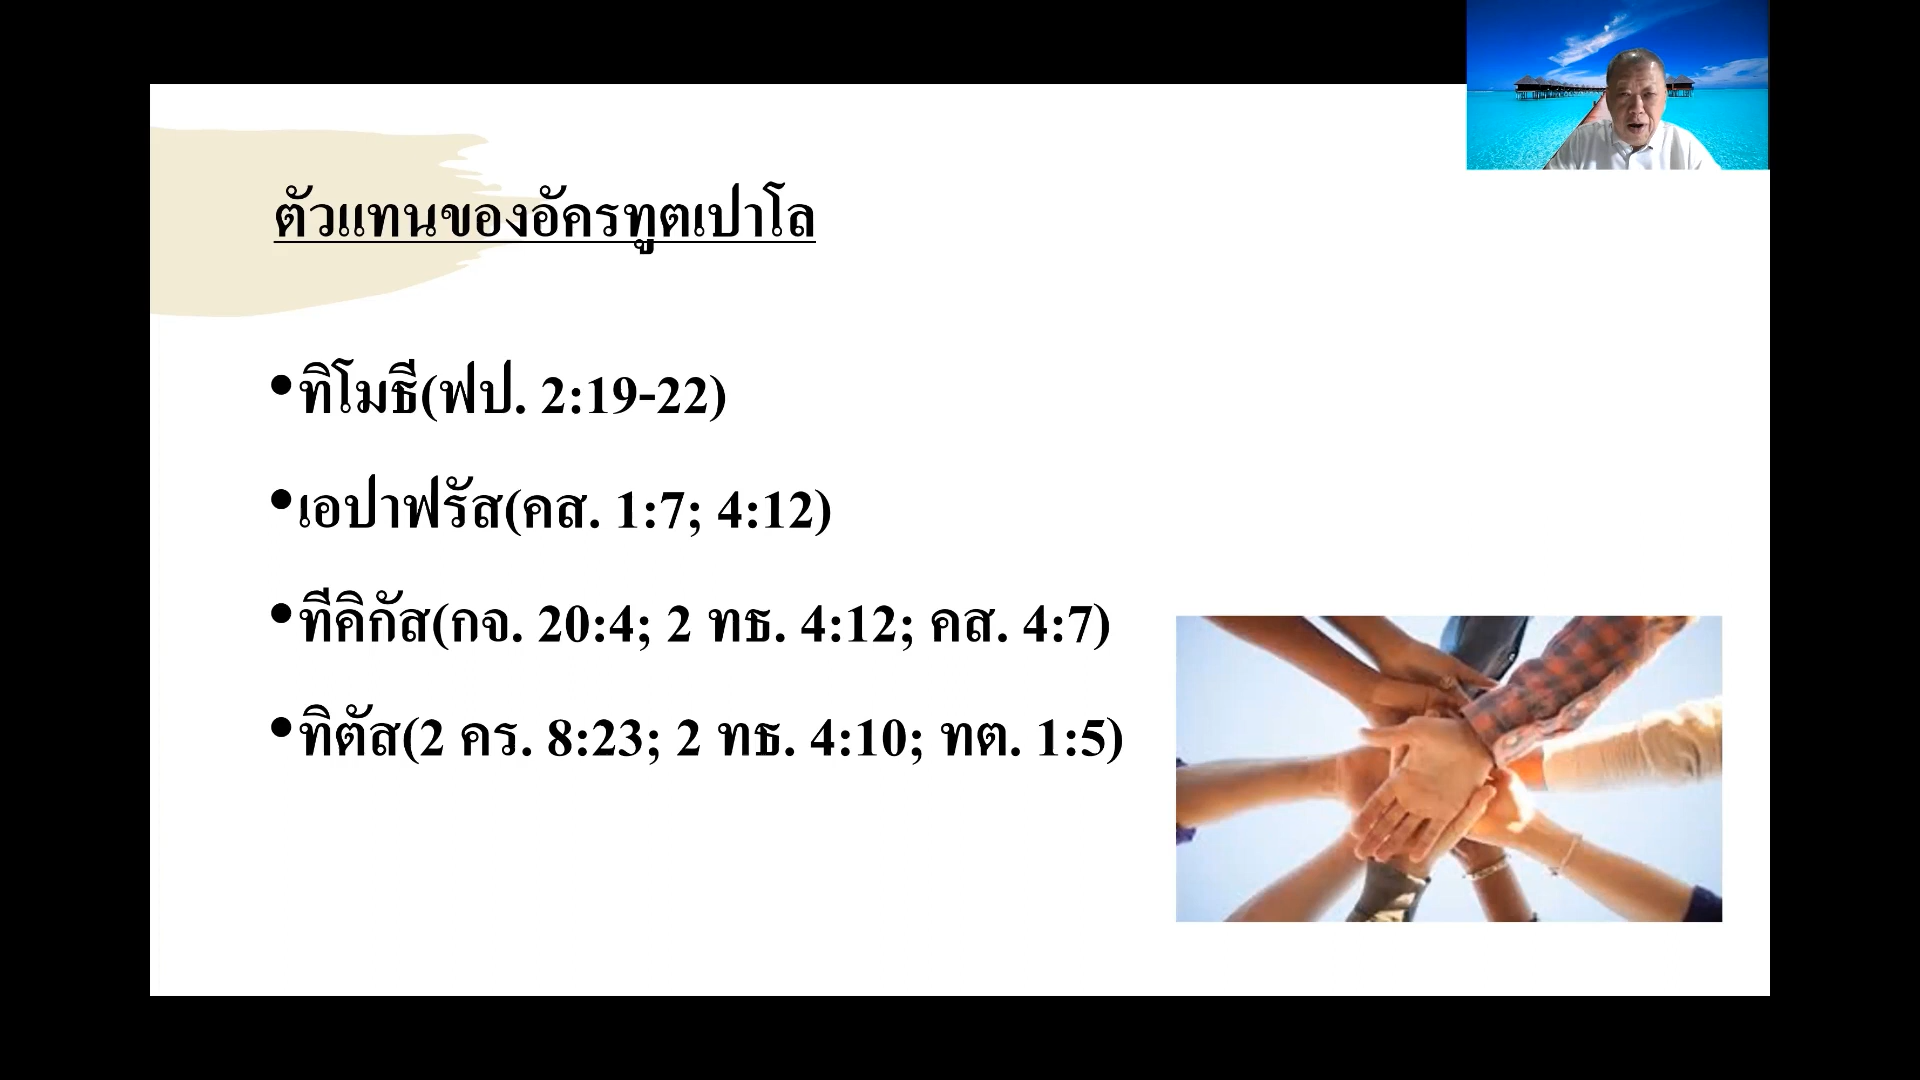 ตัวแทนของอัครทูตเปาโล
•ทิโมธี(ฟป. 2:19-22)
•เอปาฟรัส(คส. 1:7; 4:12)
•ทีคิกัส(กจ. 20:4; 2 ทธ. 4:12; คส. 4:7)
•ทิตัส(2 คร. 8:23; 2 ทธ. 4:10; ทต. 1:5)